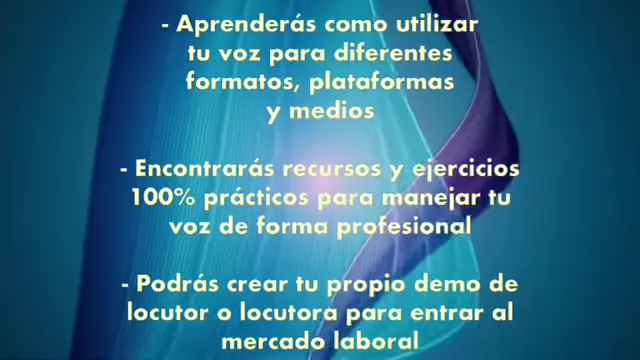 - Aprenderás como utilizar
tu voz para diferentes
formatos, plataformas
y medios
- Encontrarás recursos y ejercicios
100% prácticos para manejar tu
voz de forma profesional
- Podrás crear tu propio demo de
locutor o locutora para entrar al
mercado laboral